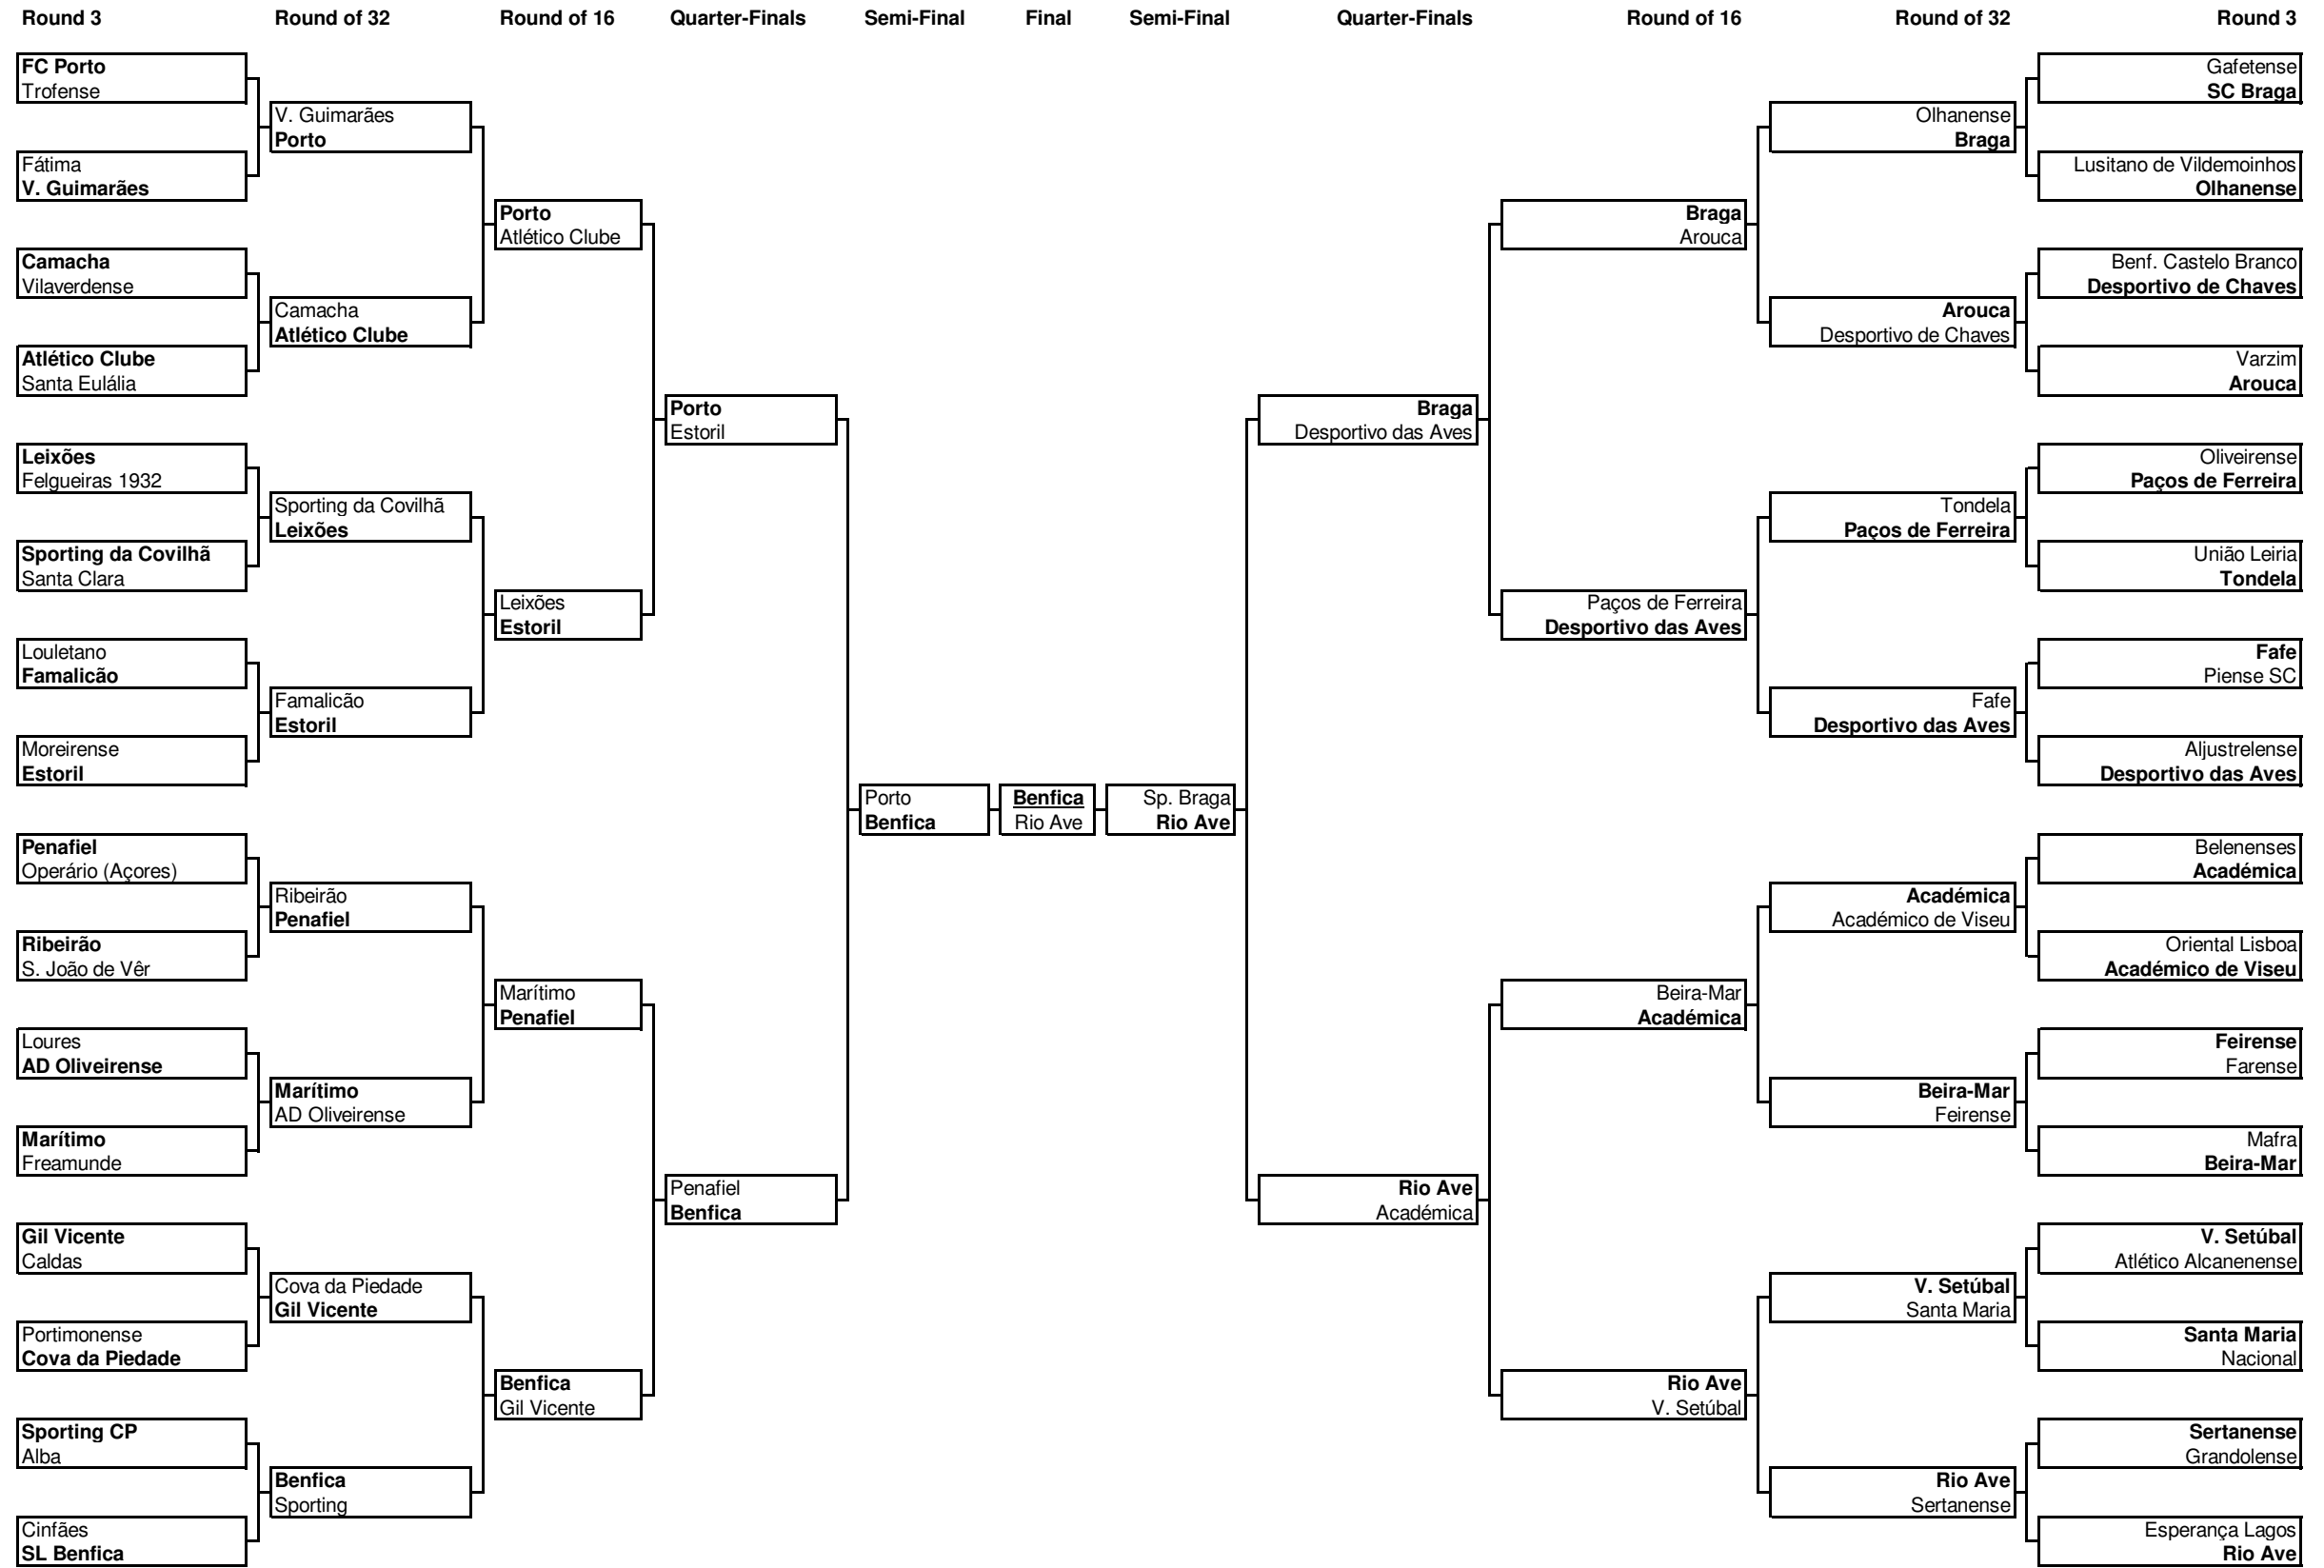 Round 3
Round of 32
Round of 16
Quarter-Finals
Semi-Final
Final
Semi-Final
Quarter-Finals
Round of 16
Round of 32
Round 3
FC Porto
Trofense
Fátima
V. Guimarães
Camacha
Vilaverdense
Atlético Clube
Santa Eulália
Leixões
Felgueiras 1932
Sporting da Covilhã
Santa Clara
Louletano
Famalicão
Moreirense
Estoril
Penafiel
Operário (Açores)
Ribeirão
S. João de Vêr
Loures
AD Oliveirense
Marítimo
Freamunde
Gil Vicente
Caldas
Portimonense
Cova da Piedade
Sporting CP
Alba
Cinfães
SL Benfica
V. Guimarães
Porto
Camacha
Atlético Clube
Sporting da Covilhã
Leixões
Famalicão
Estoril
Ribeirão
Penafiel
Marítimo
AD Oliveirense
Cova da Piedade
Gil Vicente
Benfica
Sporting
Porto
Atlético Clube
Leixões
Estoril
Marítimo
Penafiel
Benfica
Gil Vicente
Porto
Estoril
Penafiel
Benfica
Porto
Benfica
Benfica
Rio Ave
Sp. Braga
Rio Ave
Braga
Desportivo das Aves
Rio Ave
Académica
Braga
Arouca
Paços de Ferreira
Desportivo das Aves
Beira-Mar
Académica
Rio Ave
V. Setúbal
Olhanense
Braga
Arouca
Desportivo de Chaves
Tondela
Paços de Ferreira
Fafe
Desportivo das Aves
Académica
Académico de Viseu
Beira-Mar
Feirense
V. Setúbal
Santa Maria
Rio Ave
Sertanense
Gafetense
SC Braga
Lusitano de Vildemoinhos
Olhanense
Benf. Castelo Branco
Desportivo de Chaves
Varzim
Arouca
Oliveirense
Paços de Ferreira
União Leiria
Tondela
Fafe
Piense SC
Aljustrelense
Desportivo das Aves
Belenenses
Académica
Oriental Lisboa
Académico de Viseu
Feirense
Farense
Mafra
Beira-Mar
V. Setúbal
Atlético Alcanenense
Santa Maria
Nacional
Sertanense
Grandolense
Esperança Lagos
Rio Ave